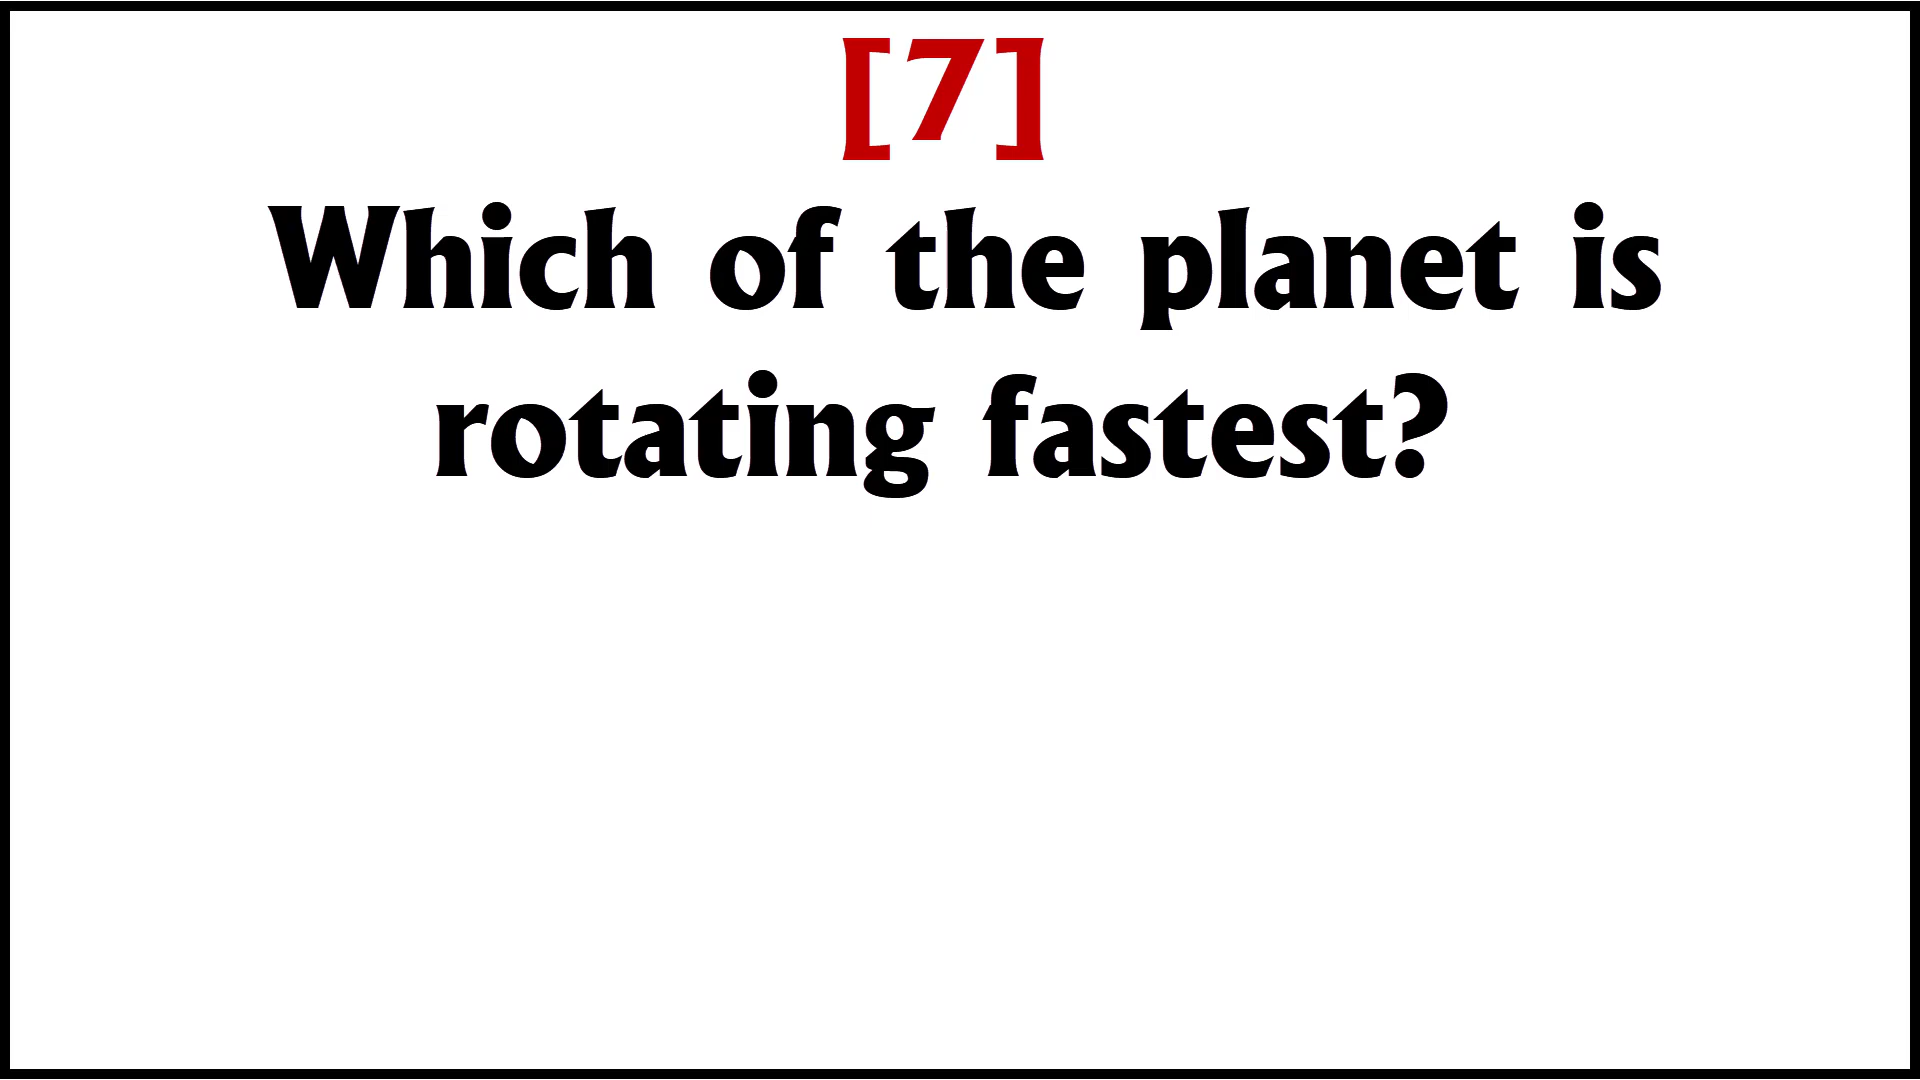 [7]
Which of the planet is
rotating fastest?